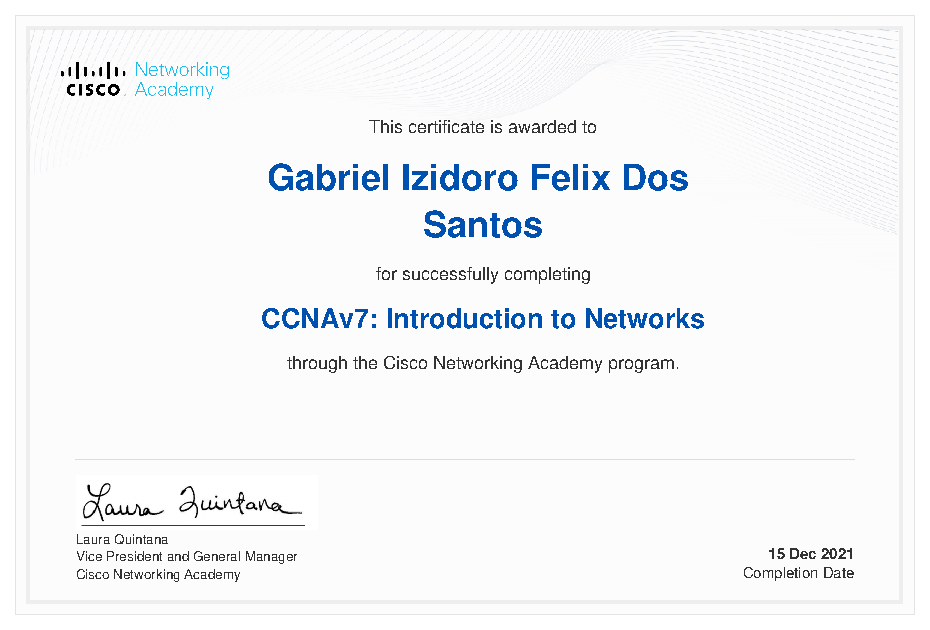 cisco Networking
Academy
This certificate is awarded to
Gabriel Izidoro Felix Dos
Santos
for successfully completing
CCNAv7: Introduction to Networks
through the Cisco Networking Academy program.
Laura Quintana
Laura Quintana
Vice President and General Manager
Cisco Networking Academy
15 Dec 2021
Completion Date